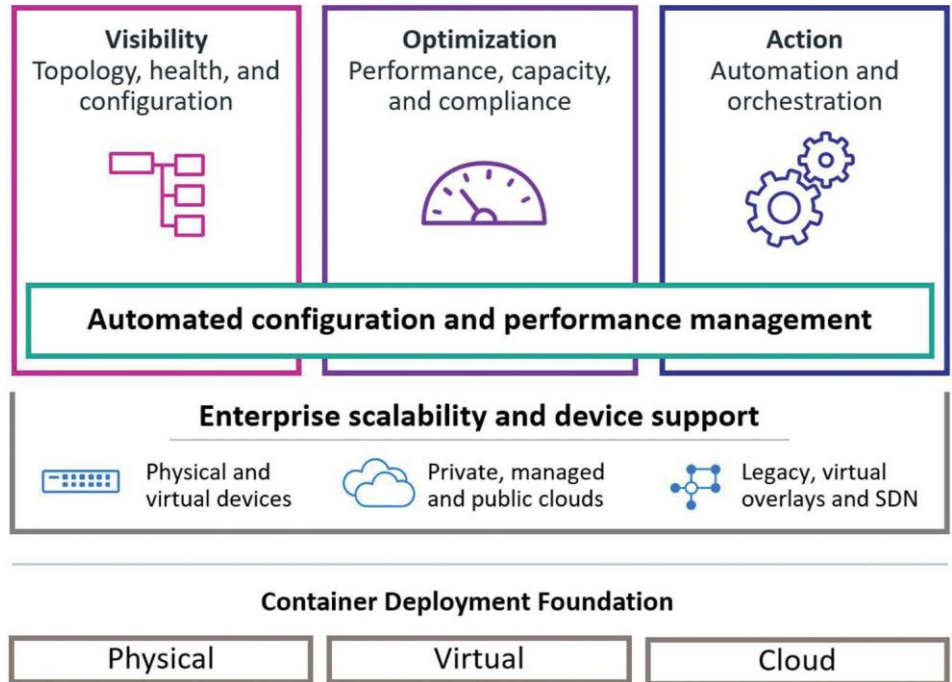 Visibility
Topology, health, and
configuration
Optimization
Performance, capacity,
and compliance
Action
Automation and
orchestration
Automated configuration and performance management
Enterprise scalability and device support
Physical and
virtual devices
Private, managed
and public clouds
Legacy, virtual
overlays and SDN
Container Deployment Foundation
Physical
Virtual
Cloud